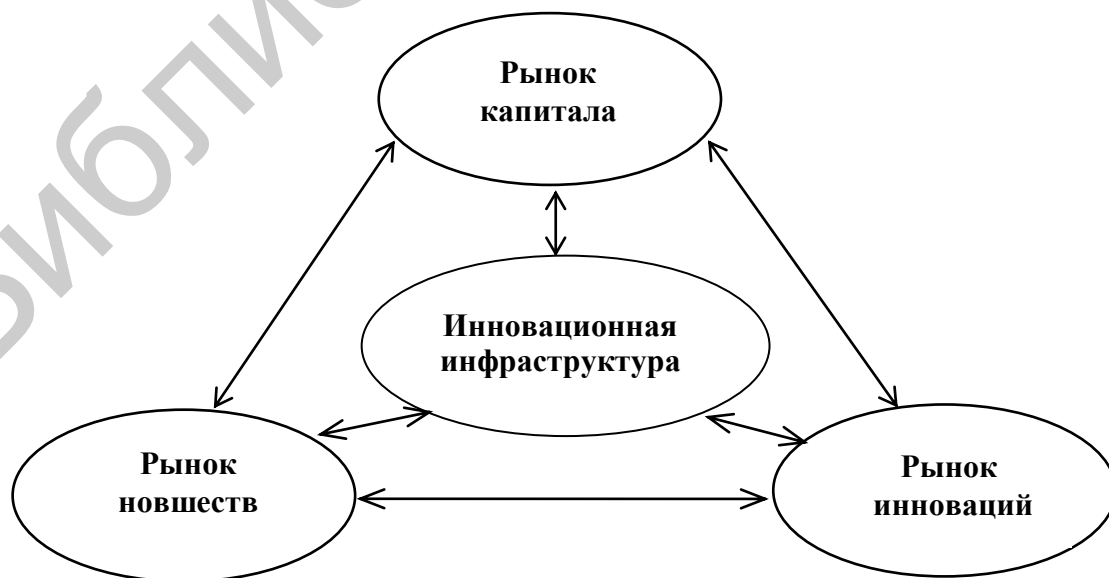 Рынок
капитала
Инновационная
инфраструктура
Рынок
новшеств
Рынок
инноваций